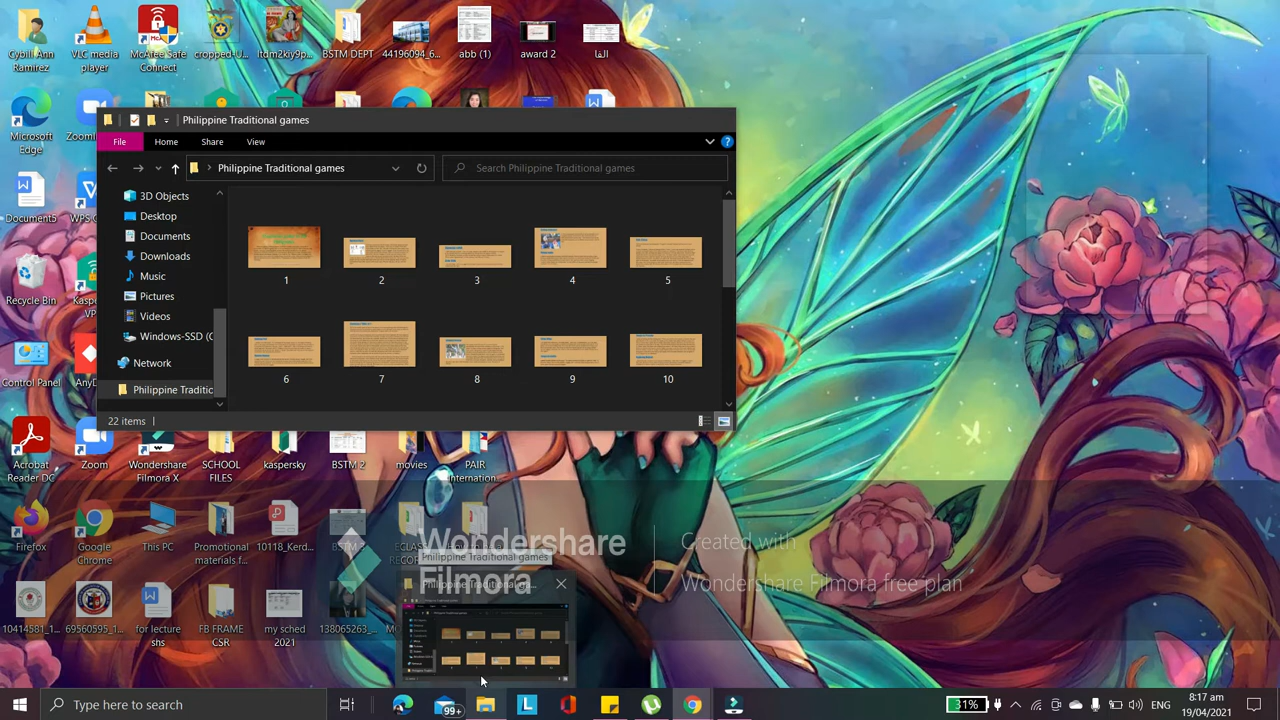 Cybill Ann Ramirez
VLC media player
McAfee Safe Connect
cropped-U...
ltdm2kiy9p...
BSTM DEPT
44196094_6...
abb (1)
award 2
الفا
Microsoft Edge
Philippine Traditional games
File
Home
Share
View
Philippine Traditional games
Search Philippine Traditional games
3D Objects
Desktop
Documents
Downloads
Music
Pictures
Videos
Windows-SSD (C
Network
Philippine Traditio
1
2
3
4
5
6
7
8
9
10
22 items
Document5
Recycle Bin
Control Panel
Acrobat Reader DC
Zoom
Wondershare Filmora X
SCHOOL FILES
kaspersky
BSTM 2
movies
PAIR
Internation...
Firefox
Google Chrome
This PC
Promotional materials f...
10118_Kerd...
Wondershare
Filmora
Created with
Wondershare Filmora free plan
Philippine Traditional games
10414581_1...
69560595_1...
for lecture shs
FB FRAME CSR
my sched 2021
138065263_...
Type here to search
99+
31%
8:17 am
19/04/2021